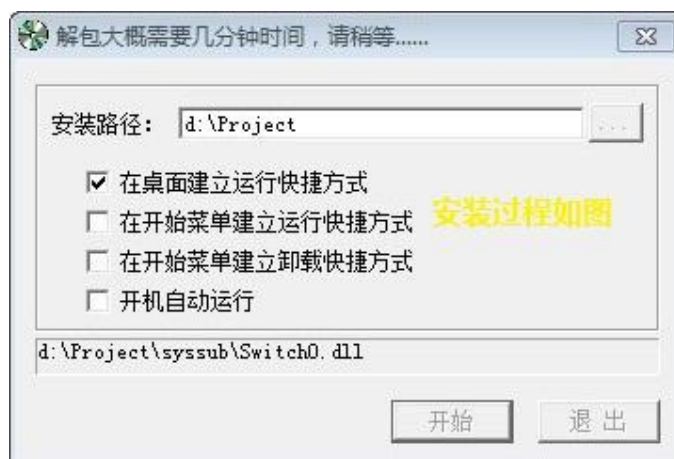 解包大概需要几分钟时间，请稍等......
安装路径： d:\Project ...
在桌面建立运行快捷方式
在开始菜单建立运行快捷方式
安装过程如图
在开始菜单建立卸载快捷方式
开机自动运行
d:\Project\syssub\Switch0.dll
开始 退 出